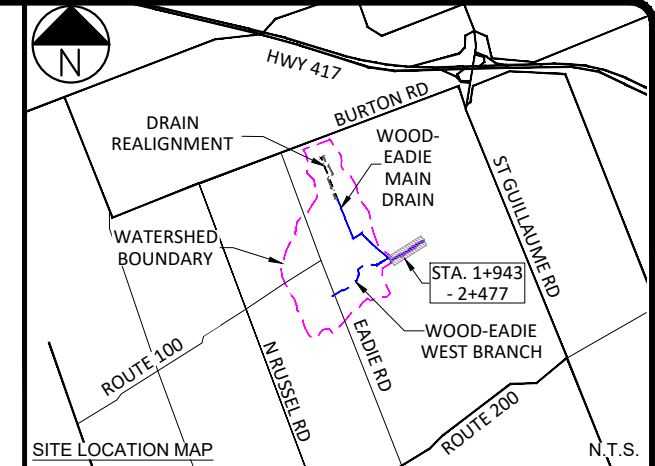 N
HWY 417
BURTON RD
DRAIN
REALIGNMENT
WOOD-
EADIE
MAIN
DRAIN
ST GUILLAUME RD
WATERSHED
BOUNDARY
STA. 1+943
- 2+477
WOOD-EADIE
WEST BRANCH
EADIE RD
N RUSSEL RD
ROUTE 100
ROUTE 200
SITE LOCATION MAP
N.T.S.